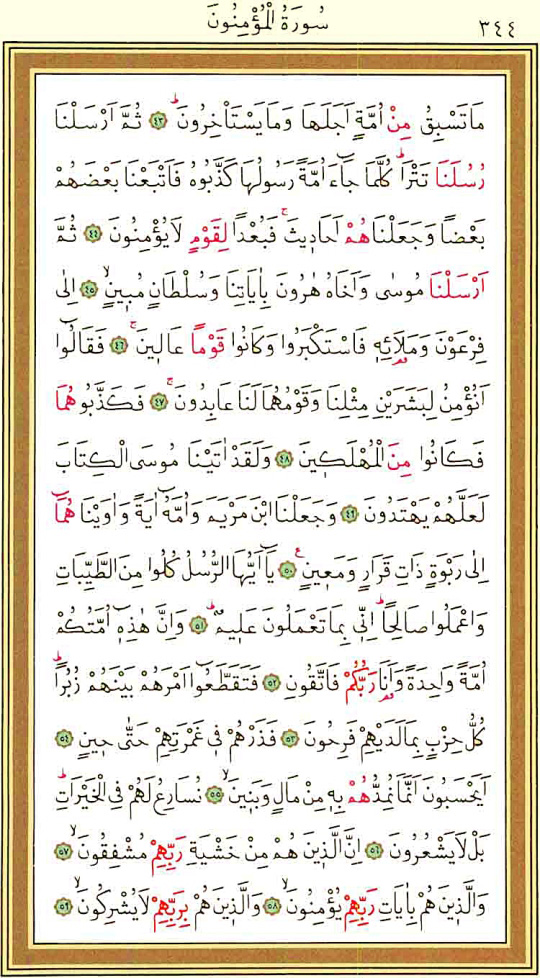 سُورَةُ الْمُؤْمِنُونَ ٣٤٤
مَا تَسْبِقُ مِنْ اُمَّةٍ اَجَلَهَا وَمَا يَسْتَأْخِرُونَۜ ﴿٤٣﴾ ثُمَّ اَرْسَلْنَا
رُسُلَنَا تَتْرَاۜ كُلَّمَا جَٓاءَ اُمَّةً رَسُولُهَا كَذَّبُوهُ فَاَتْبَعْنَا بَعْضَهُمْ
بَعْضًا وَجَعَلْنَاهُمْ اَحَاد۪يثَۚ فَبُعْدًا لِقَوْمٍ لَا يُؤْمِنُونَ ﴿٤٤﴾ ثُمَّ
اَرْسَلْنَا مُوسٰى وَاَخَاهُ هٰرُونَ بِاٰيَاتِنَا وَسُلْطَانٍ مُب۪ينٍۙ ﴿٤٥﴾ اِلٰى
فِرْعَوْنَ وَمَلَا۬ئِه۪ فَاسْتَكْبَرُوا وَكَانُوا قَوْمًا عَال۪ينَۚ ﴿٤٦﴾ فَقَالُٓوا
اَنُؤْمِنُ لِبَشَرَيْنِ مِثْلِنَا وَقَوْمُهُمَا لَنَا عَابِدُونَۚ ﴿٤٧﴾ فَكَذَّبُوهُمَا
فَكَانُوا مِنَ الْمُهْلَك۪ينَ ﴿٤٨﴾ وَلَقَدْ اٰتَيْنَا مُوسَى الْكِتَابَ
لَعَلَّهُمْ يَهْتَدُونَ ﴿٤٩﴾ وَجَعَلْنَا ابْنَ مَرْيَمَ وَاُمَّهُٓ اٰيَةً وَاٰوَيْنَاهُمَٓا
اِلٰى رَبْوَةٍ ذَاتِ قَرَارٍ وَمَع۪ينٍ۟ ﴿٥٠﴾ يَٓا اَيُّهَا الرُّسُلُ كُلُوا مِنَ الطَّيِّبَاتِ
وَاعْمَلُوا صَالِحًاۜ اِنّ۪ي بِمَا تَعْمَلُونَ عَل۪يمٌۜ ﴿٥١﴾ وَاِنَّ هٰذِه۪ٓ اُمَّتُكُمْ
اُمَّةً وَاحِدَةً وَاَنَا۬ رَبُّكُمْ فَاتَّقُونِ ﴿٥٢﴾ فَتَقَطَّعُٓوا اَمْرَهُمْ بَيْنَهُمْ زُبُرًاۜ
كُلُّ حِزْبٍ بِمَا لَدَيْهِمْ فَرِحُونَ ﴿٥٣﴾ فَذَرْهُمْ ف۪ي غَمْرَتِهِمْ حَتّٰى ح۪ينٍ ﴿٥٤﴾
اَيَحْسَبُونَ اَنَّمَا نُمِدُّهُمْ بِه۪ مِنْ مَالٍ وَبَن۪ينَۙ ﴿٥٥﴾ نُسَارِعُ لَهُمْ فِي الْخَيْرَاتِۜ
بَلْ لَا يَشْعُرُونَ ﴿٥٦﴾ اِنَّ الَّذ۪ينَ هُمْ مِنْ خَشْيَةِ رَبِّهِمْ مُشْفِقُونَۙ ﴿٥٧﴾
وَالَّذ۪ينَ هُمْ بِاٰيَاتِ رَبِّهِمْ يُؤْمِنُونَۙ ﴿٥٨﴾ وَالَّذ۪ينَ هُمْ بِرَبِّهِمْ لَا يُشْرِكُونَۙ ﴿٥٩﴾